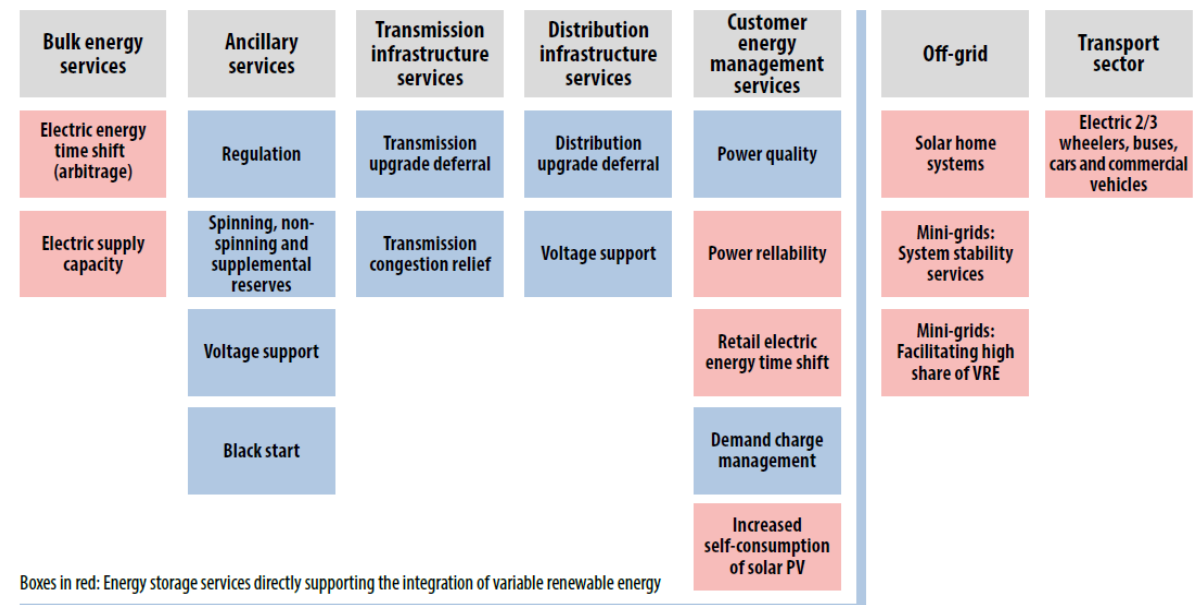 Bulk energy
services
Ancillary
services
Transmission
infrastructure
services
Distribution
infrastructure
services
Customer
energy
management
services
Off-grid
Transport
sector
Electric energy
time shift
(arbitrage)
Electric supply
capacity
Regulation
Spinning, non-
spinning and
supplemental
reserves
Voltage support
Black start
Transmission
upgrade deferral
Transmission
congestion relief
Distribution
upgrade deferral
Voltage support
Power quality
Power rellability
Retail electric
energy time shift
Demand charge
management
Increased
self-consumption
of solar PV
Solar home
systems
Mini-grids:
System stability
services
Mini-grids:
Facilitating high
share of VRE
Electric 2/3
wheelers, buses,
cars and commercial
vehicles
Boxes in red: Energy storage services directly supporting the integration of variable renewable energy